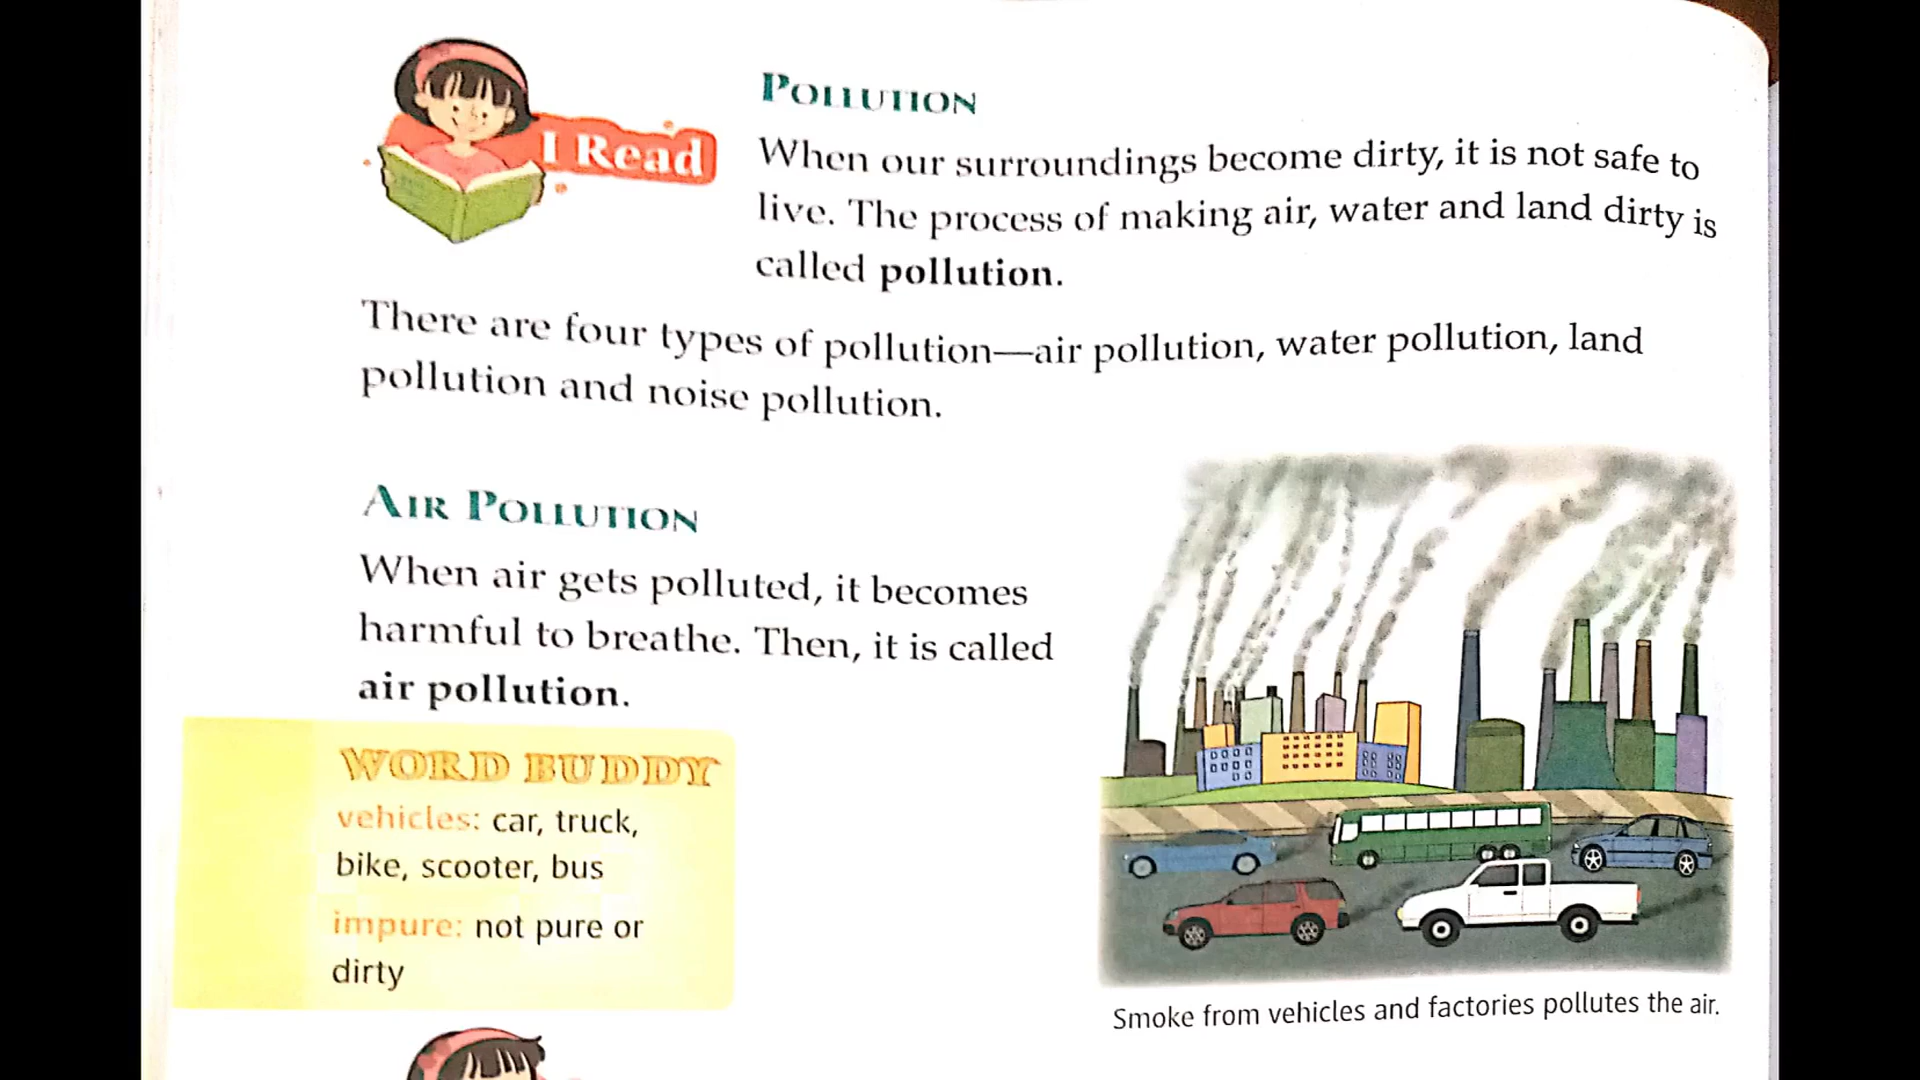 I Read
POLLUTION
When our surroundings become dirty, it is not safe to
live. The process of making air, water and land dirty is
called pollution.
There are four types of pollution—air pollution, water pollution, land
pollution and noise pollution.
AIR POLLUTION
When air gets polluted, it becomes
harmful to breathe. Then, it is called
air pollution.
WORD BUDDY
vehicles: car, truck,
bike, scooter, bus
impure: not pure or
dirty
Smoke from vehicles and factories pollutes the air.